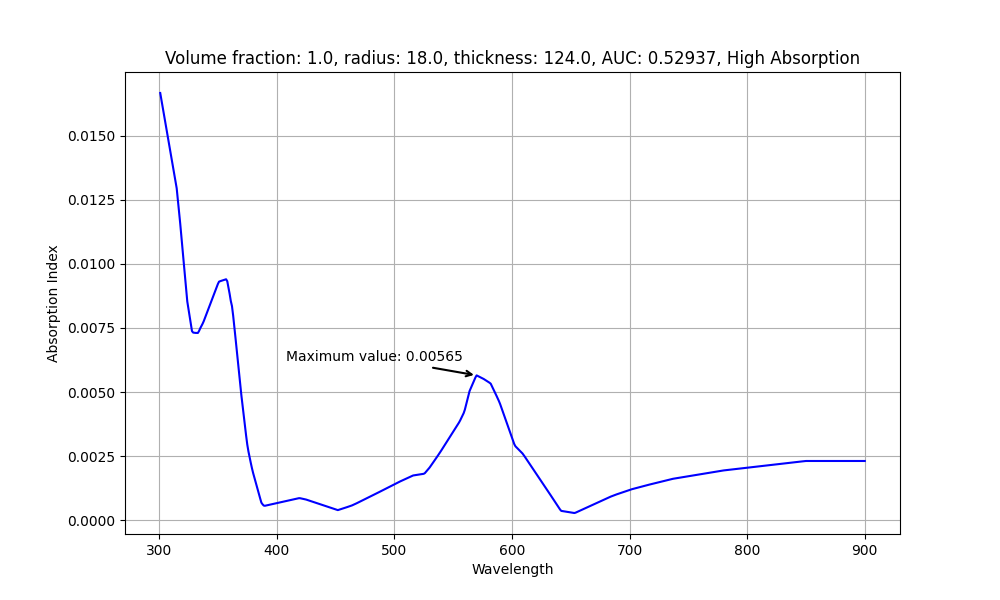 Volume fraction: 1.0, radius: 18.0, thickness: 124.0, AUC: 0.52937, High Absorption
0.0150
0.0125
0.0100
0.0075
0.0050
0.0025
0.0000
Absorption Index
Maximum value: 0.00565
300 400 500 600 700 800 900
Wavelength